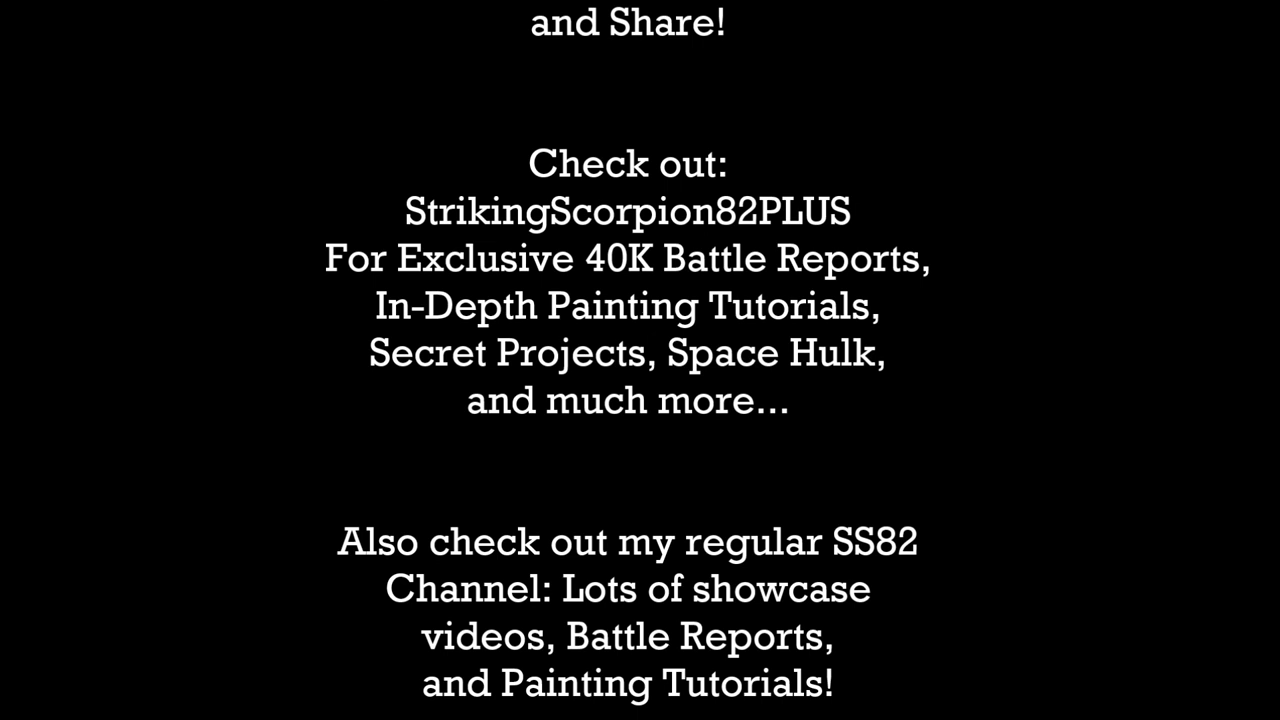 and Share!
Check out:
StrikingScorpion82PLUS
For Exclusive 40K Battle Reports,
In-Depth Painting Tutorials,
Secret Projects, Space Hulk,
and much more...
Also check out my regular SS82
Channel: Lots of showcase
videos, Battle Reports,
and Painting Tutorials!